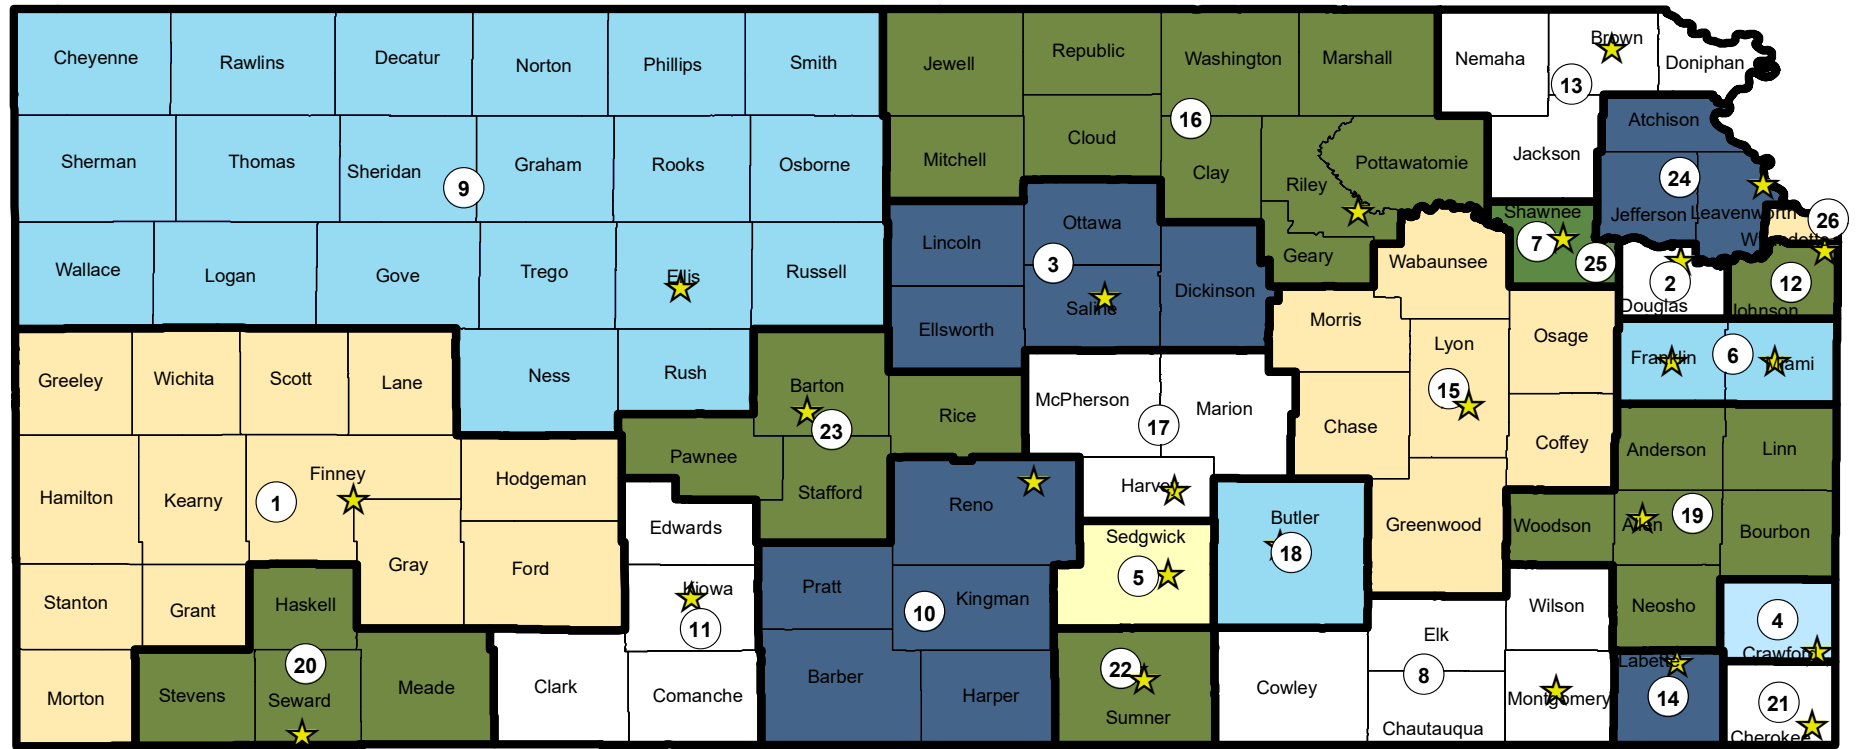 Cheyenne
Rawlins
Decatur
Norton
Phillips
Smith
Jewell
Republic
Washington
Marshall
Nemaha
Brown
Doniphan
13
Sherman
Thomas
Sheridan
9
Graham
Rooks
Osborne
Mitchell
Cloud
16
Clay
Riley
Pottawatomie
Jackson
Atchison
24
Jefferson
Leavenworth
26
Wyandotte
Wallace
Logan
Gove
Trego
Ellis
Russell
Lincoln
Ottawa
3
Saline
Dickinson
Geary
Wabaunsee
Shawnee
7
25
2
Douglas
12
Johnson
Ellsworth
Morris
Lyon
Osage
Franklin
6
Miami
Greeley
Wichita
Scott
Lane
Ness
Rush
Barton
23
Rice
McPherson
Marion
17
Chase
15
Coffey
Anderson
Linn
Hamilton
Kearny
Finney
1
Hodgeman
Pawnee
Stafford
Reno
Harvey
Butler
18
Greenwood
Woodson
Allen
19
Bourbon
Edwards
Sedgwick
5
Gray
Ford
Stanton
Grant
Haskell
Kiowa
11
Pratt
10
Kingman
Wilson
Neosho
4
Crawford
Elk
20
Morton
Stevens
Seward
Meade
Clark
Comanche
Barber
Harper
22
Sumner
Cowley
8
Chautauqua
Montgomery
Labette
14
21
Cherokee